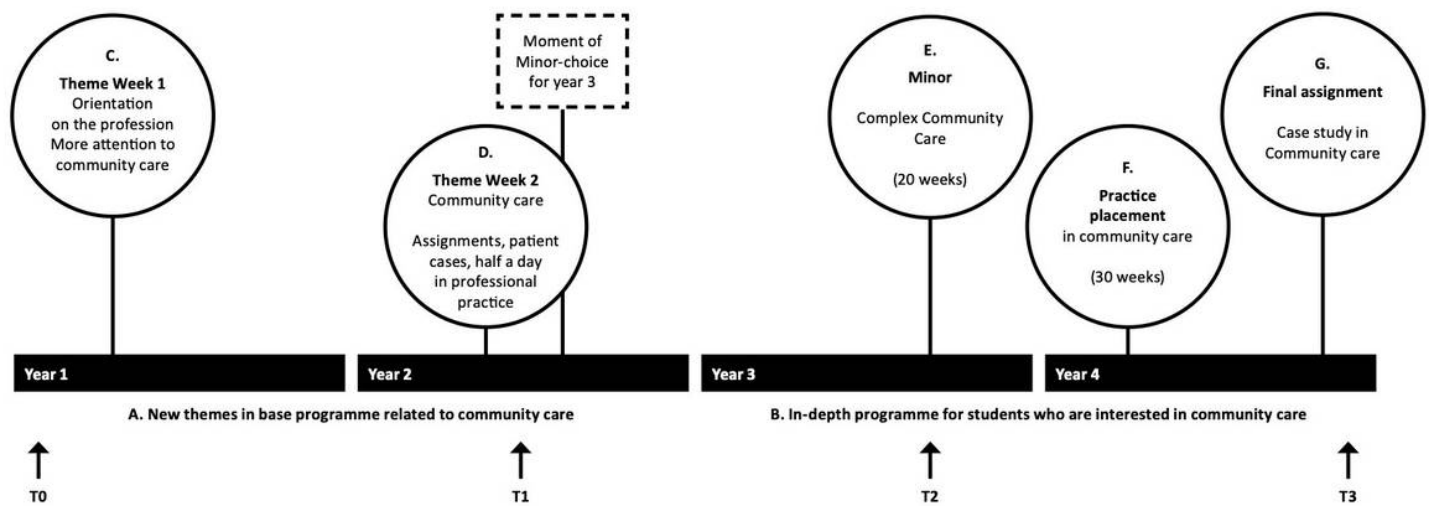 C.
Theme Week 1
Orientation
on the profession
More attention to
community care
Moment of
Minor-choice
for year 3
D.
Theme Week 2
Community care
Assignments, patient
cases, half a day
in professional
practice
E.
Minor
Complex Community
Care
(20 weeks)
F.
Practice
placement
in community care
(30 weeks)
G.
Final assignment
Case study in
Community care
Year 1
Year 2
Year 3
Year 4
A. New themes in base programme related to community care
B. In-depth programme for students who are interested in community care
T0
T1
T2
T3